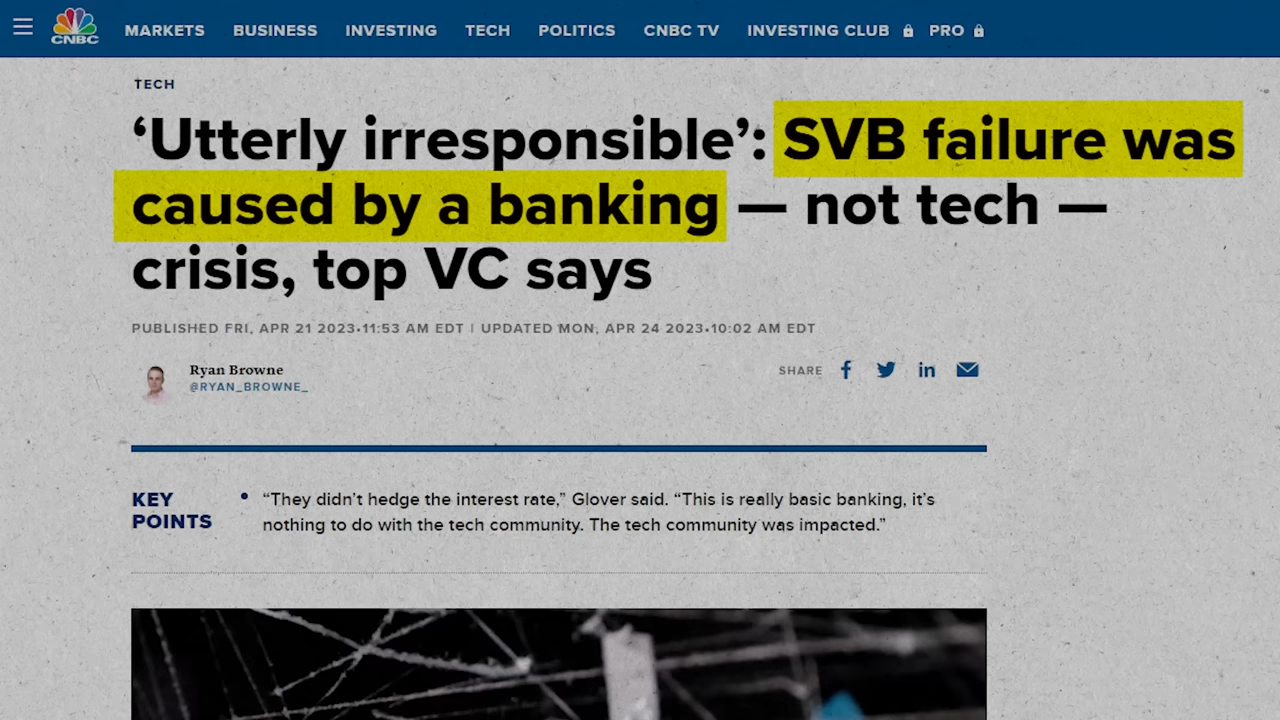 CNBC
MARKETS BUSINESS INVESTING TECH POLITICS CNBC TV INVESTING CLUB PRO
TECH
‘Utterly irresponsible’: SVB failure was
caused by a banking — not tech —
crisis, top VC says
PUBLISHED FRI, APR 21 2023•11:53 AM EDT | UPDATED MON, APR 24 2023•10:02 AM EDT
Ryan Browne
@RYAN_BROWNE_
SHARE
KEY
POINTS
• “They didn’t hedge the interest rate,” Glover said. “This is really basic banking, it’s
nothing to do with the tech community. The tech community was impacted.”